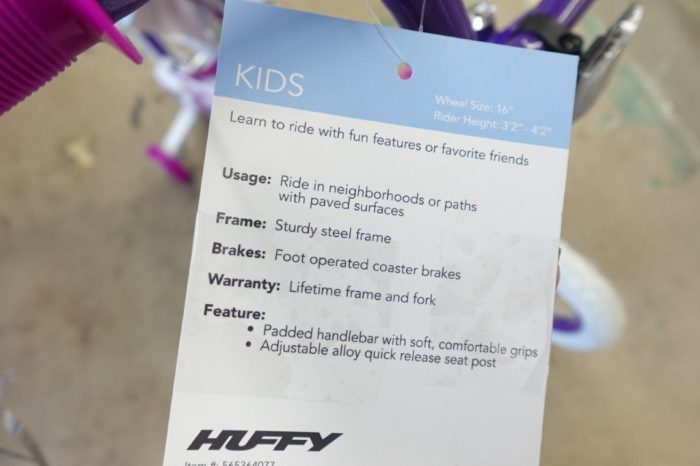 KIDS
Wheel Size: 16"
Rider Height: 3'2" - 4'2"
Learn to ride with fun features or favorite friends
Usage: Ride in neighborhoods or paths
with paved surfaces
Frame: Sturdy steel frame
Brakes: Foot operated coaster brakes
Warranty: Lifetime frame and fork
Feature:
• Padded handlebar with soft, comfortable grips
• Adjustable alloy quick release seat post
HUFFY
Item #: 565364077